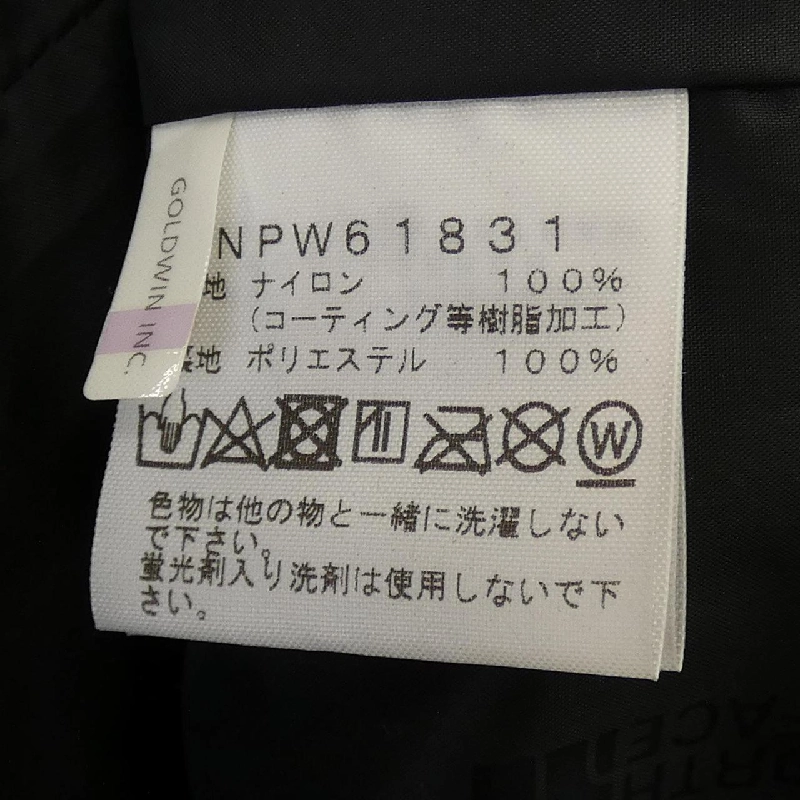 GOLDWIN INC.
NPW61831
地 ナイロン 100%
(コーティング等樹脂加工)
裏地 ポリエステル 100%
W
色物は他の物と一緒に洗濯しない
で下さい。
蛍光剤入り洗剤は使用しないで下
さい。